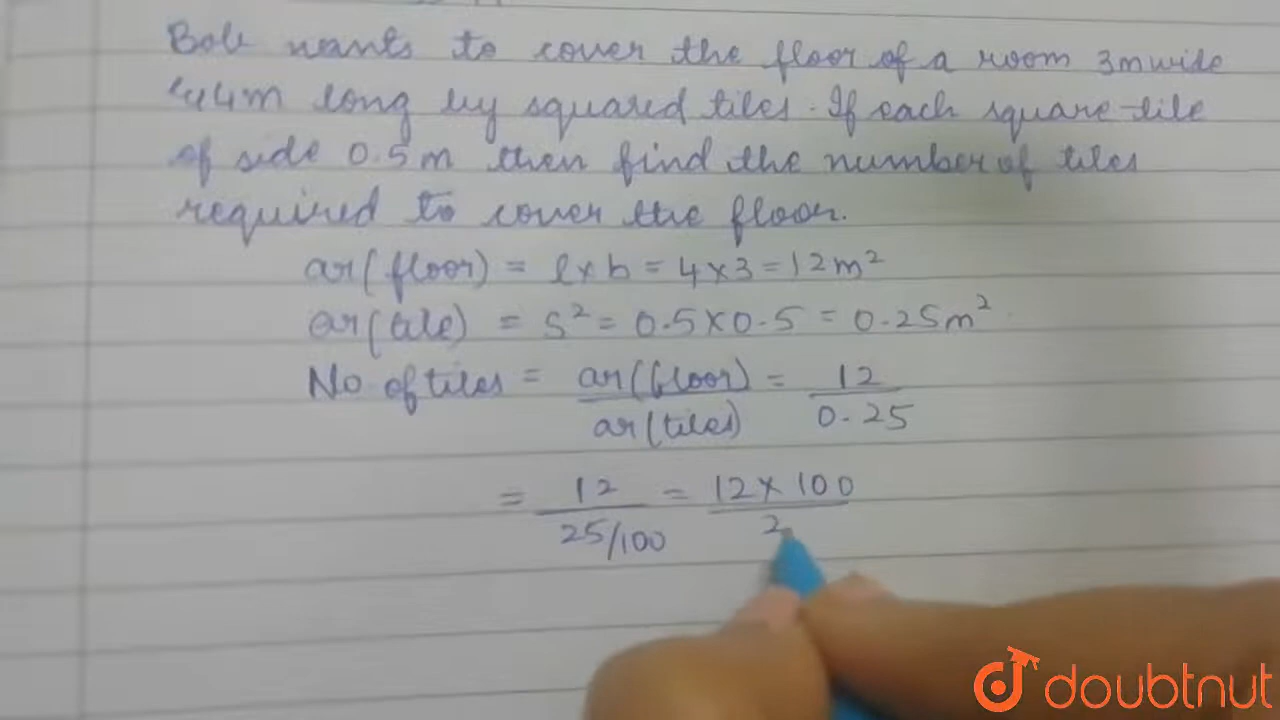 Bob wants to cover the floor of a room 3m wide
& 4m long by squared tiles. If each square tile
of side 0.5m then find the number of tiles
required to cover the floor.
ar(floor) = l×b = 4×3 = 12m²
ar(tile) = S² = 0.5×0.5 = 0.25m²
No of tiles = ar(floor)/ar(tiles) = 12/0.25
= 12/25/100 = 12×100/2
doubtnut